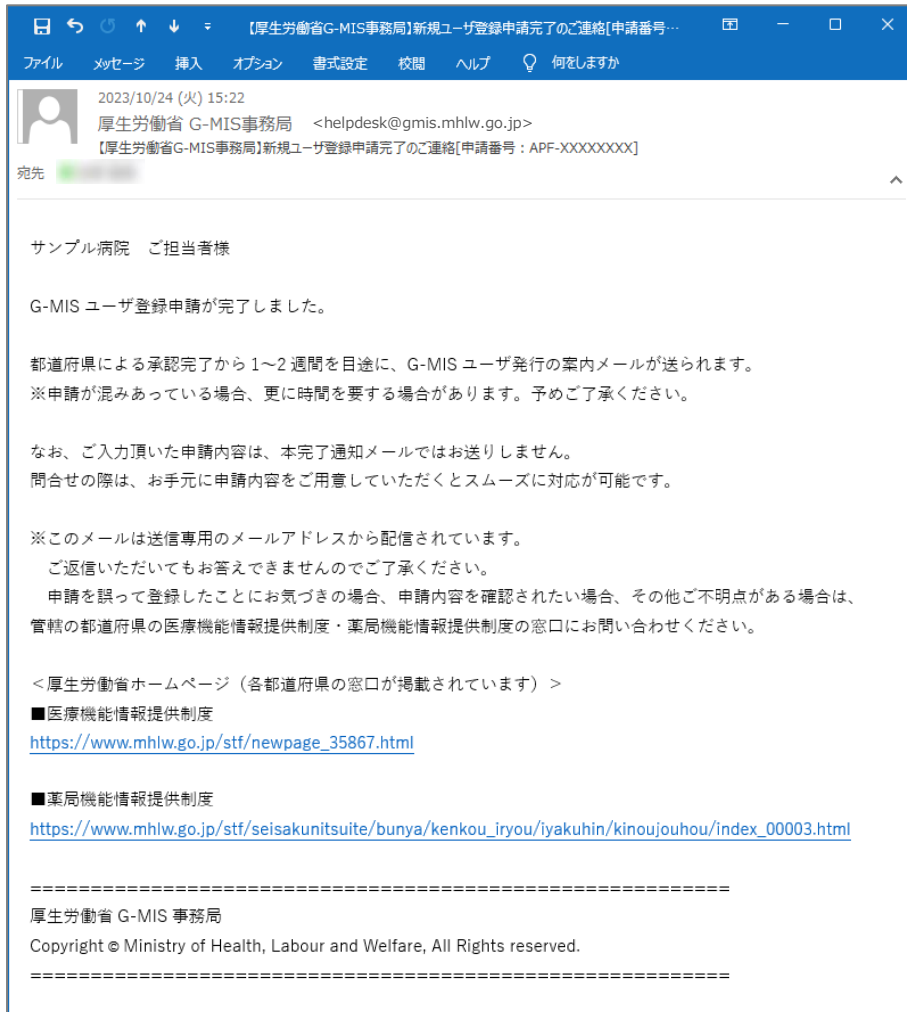 【厚生労働省G-MIS事務局】新規ユーザ登録申請完了のご連絡[申請番号…
ファイル メッセージ 挿入 オプション 書式設定 校閲 ヘルプ 何をしますか
2023/10/24 (火) 15:22
厚生労働省 G-MIS事務局 <helpdesk@gmis.mhlw.go.jp>
【厚生労働省G-MIS事務局】新規ユーザ登録申請完了のご連絡[申請番号：APF-XXXXXXXX]
宛先
サンプル病院　ご担当者様
G-MIS ユーザ登録申請が完了しました。
都道府県による承認完了から 1～2 週間を目途に、G-MIS ユーザ発行の案内メールが送られます。
※申請が混みあっている場合、更に時間を要する場合があります。予めご了承ください。
なお、ご入力頂いた申請内容は、本完了通知メールではお送りしません。
問合せの際は、お手元に申請内容をご用意していただくとスムーズに対応が可能です。
※このメールは送信専用のメールアドレスから配信されています。
ご返信いただいてもお答えできませんのでご了承ください。
申請を誤って登録したことにお気づきの場合、申請内容を確認されたい場合、その他ご不明点がある場合は、
管轄の都道府県の医療機能情報提供制度・薬局機能情報提供制度の窓口にお問い合わせください。
＜厚生労働省ホームページ（各都道府県の窓口が掲載されています）＞
■医療機能情報提供制度
https://www.mhlw.go.jp/stf/newpage_35867.html
■薬局機能情報提供制度
https://www.mhlw.go.jp/stf/seisakunitsuite/bunya/kenkou_iryou/iyakuhin/kinoujouhou/index_00003.html
==========================================================
厚生労働省 G-MIS 事務局
Copyright © Ministry of Health, Labour and Welfare, All Rights reserved.
==========================================================